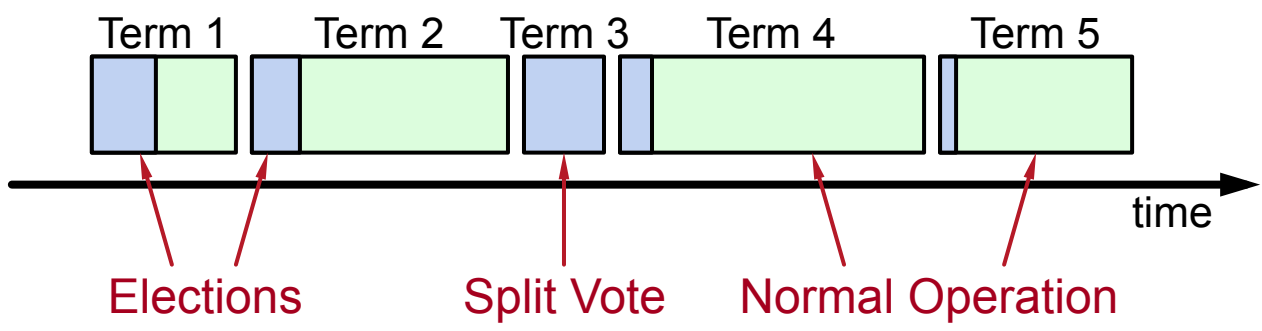 Term 1 Term 2 Term 3 Term 4 Term 5
time
Elections Split Vote Normal Operation